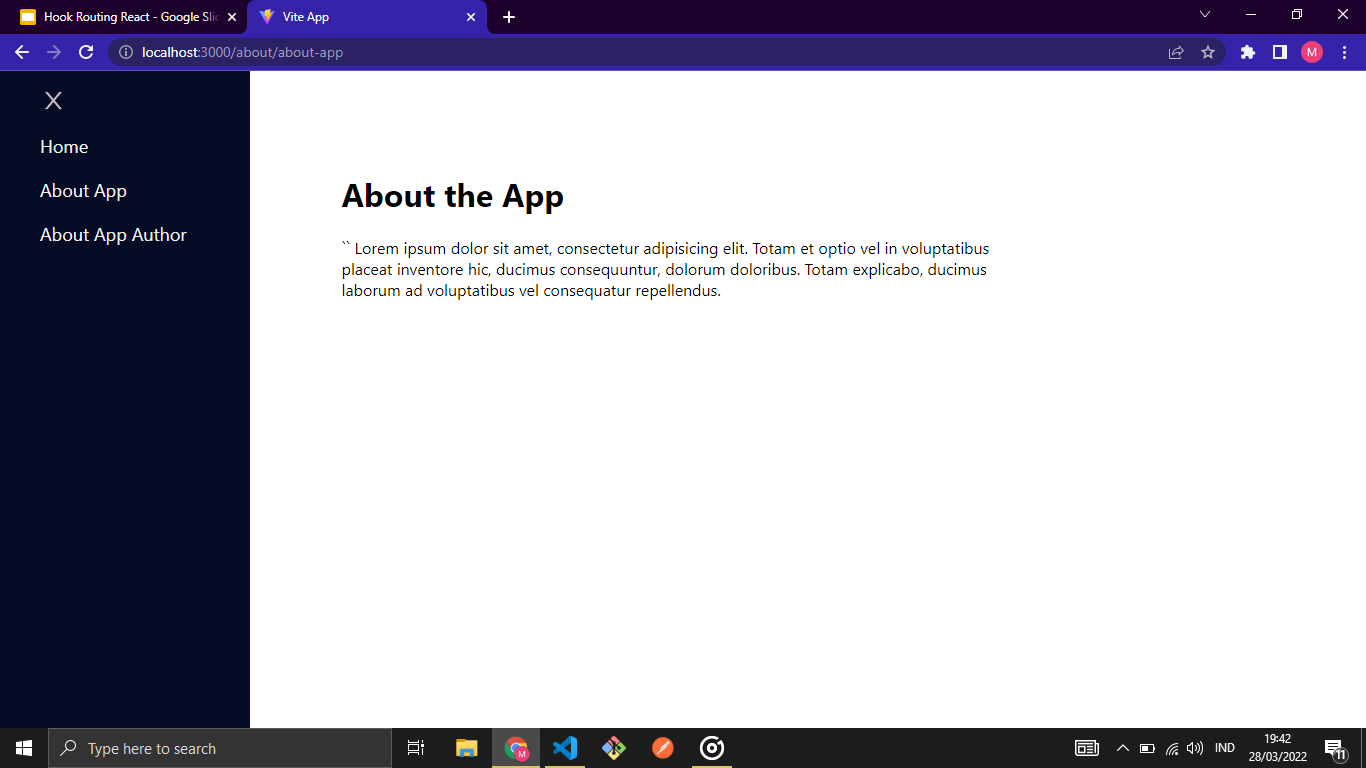 Hook Routing React - Google Slid
Vite App
localhost:3000/about/about-app
M
X
Home
About App
About App Author
About the App
`` Lorem ipsum dolor sit amet, consectetur adipisicing elit. Totam et optio vel in voluptatibus
placeat inventore hic, ducimus consequuntur, dolorum doloribus. Totam explicabo, ducimus
laborum ad voluptatibus vel consequatur repellendus.
Type here to search
M
IND
19:42
28/03/2022
11